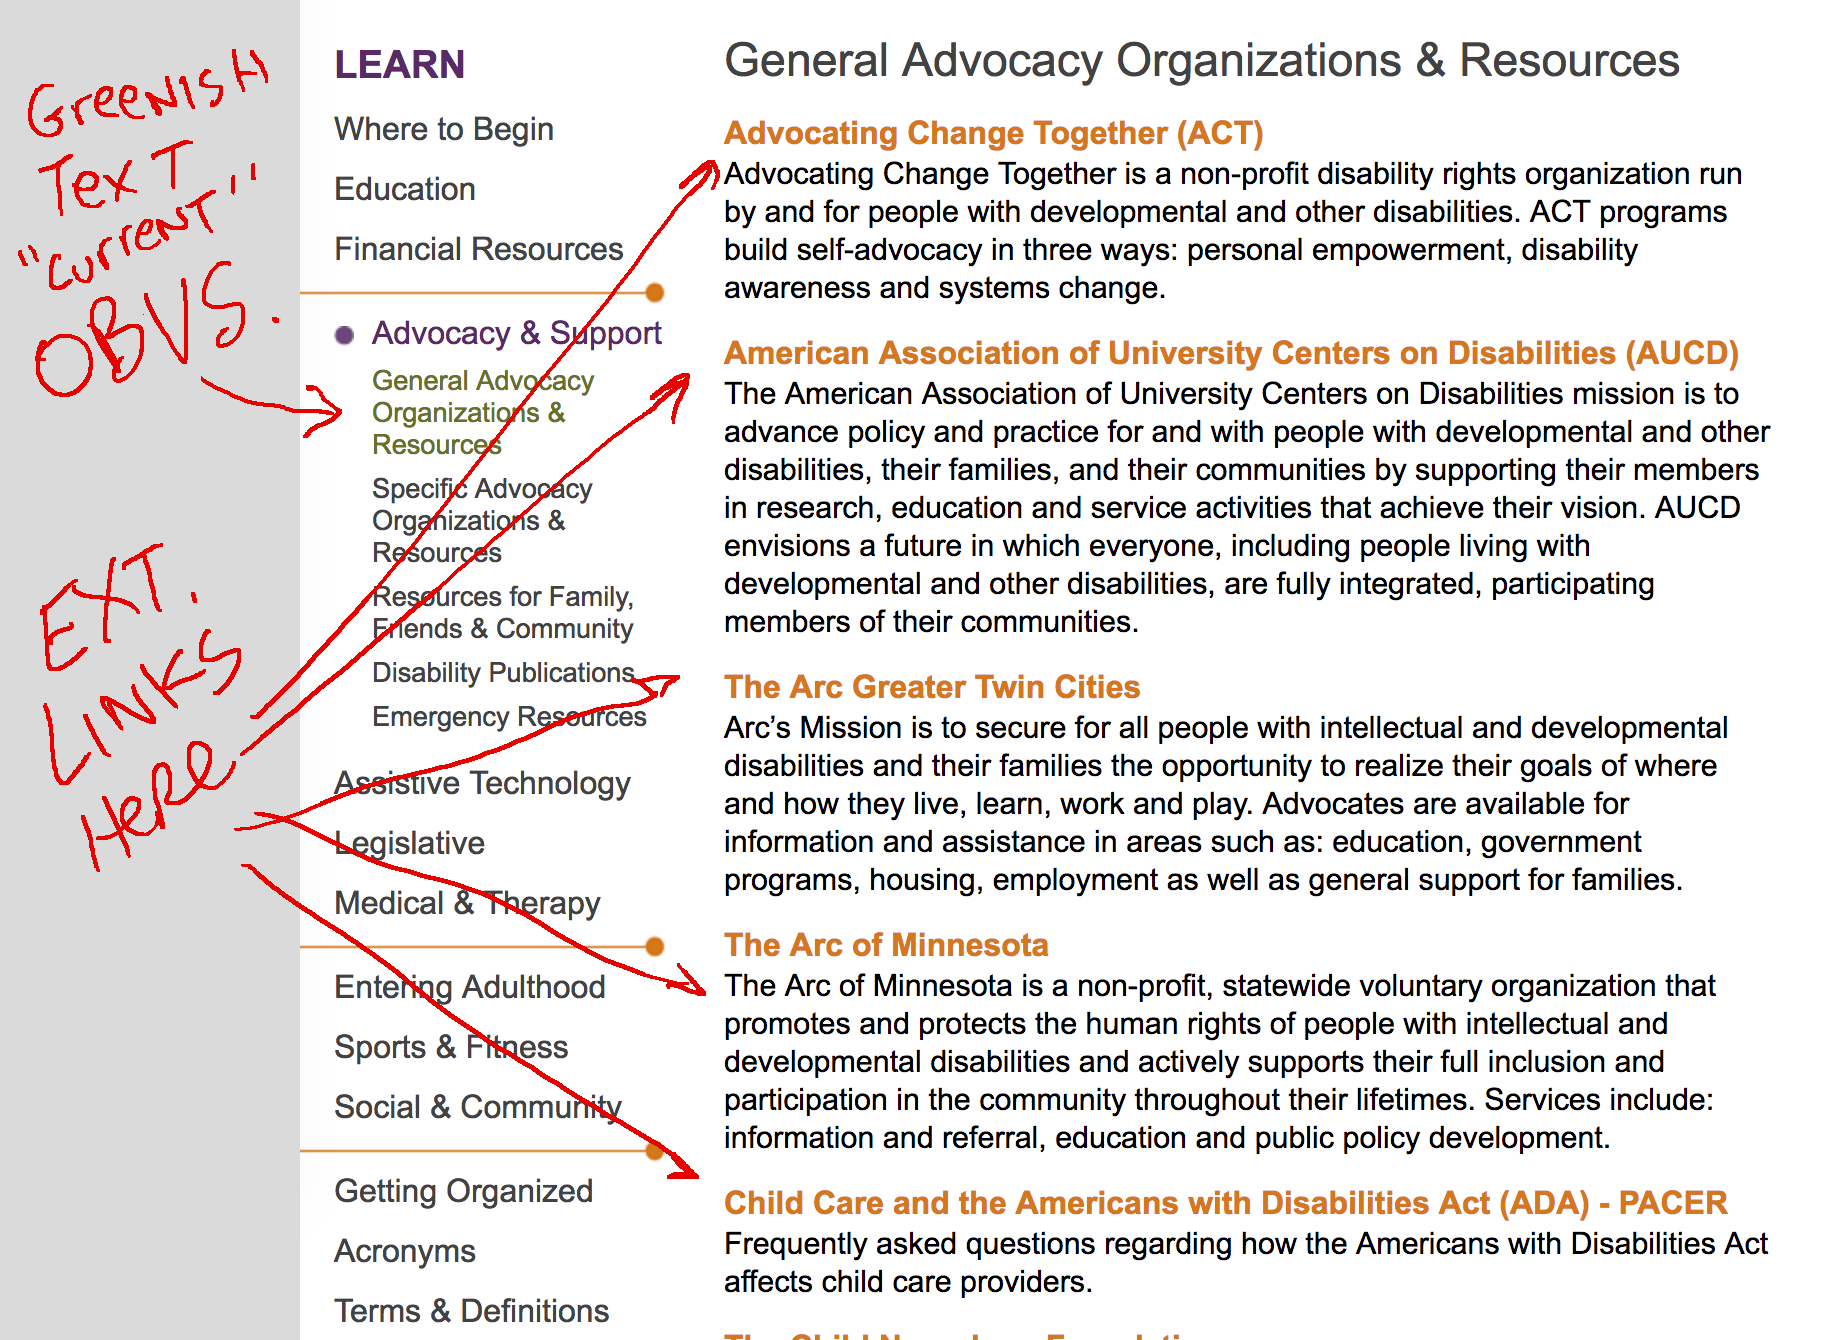 GreenISH
Text
"current"
OBVS.
EXT.
LINKS
Here
LEARN
Where to Begin
Education
Financial Resources
Advocacy & Support
General Advocacy
Organizations &
Resources
Specific Advocacy
Organizations &
Resources
Resources for Family,
Friends & Community
Disability Publications
Emergency Resources
Assistive Technology
Legislative
Medical & Therapy
Entering Adulthood
Sports & Fitness
Social & Community
Getting Organized
Acronyms
Terms & Definitions
General Advocacy Organizations & Resources
Advocating Change Together (ACT)
Advocating Change Together is a non-profit disability rights organization run
by and for people with developmental and other disabilities. ACT programs
build self-advocacy in three ways: personal empowerment, disability
awareness and systems change.
American Association of University Centers on Disabilities (AUCD)
The American Association of University Centers on Disabilities mission is to
advance policy and practice for and with people with developmental and other
disabilities, their families, and their communities by supporting their members
in research, education and service activities that achieve their vision. AUCD
envisions a future in which everyone, including people living with
developmental and other disabilities, are fully integrated, participating
members of their communities.
The Arc Greater Twin Cities
Arc’s Mission is to secure for all people with intellectual and developmental
disabilities and their families the opportunity to realize their goals of where
and how they live, learn, work and play. Advocates are available for
information and assistance in areas such as: education, government
programs, housing, employment as well as general support for families.
The Arc of Minnesota
The Arc of Minnesota is a non-profit, statewide voluntary organization that
promotes and protects the human rights of people with intellectual and
developmental disabilities and actively supports their full inclusion and
participation in the community throughout their lifetimes. Services include:
information and referral, education and public policy development.
Child Care and the Americans with Disabilities Act (ADA) - PACER
Frequently asked questions regarding how the Americans with Disabilities Act
affects child care providers.